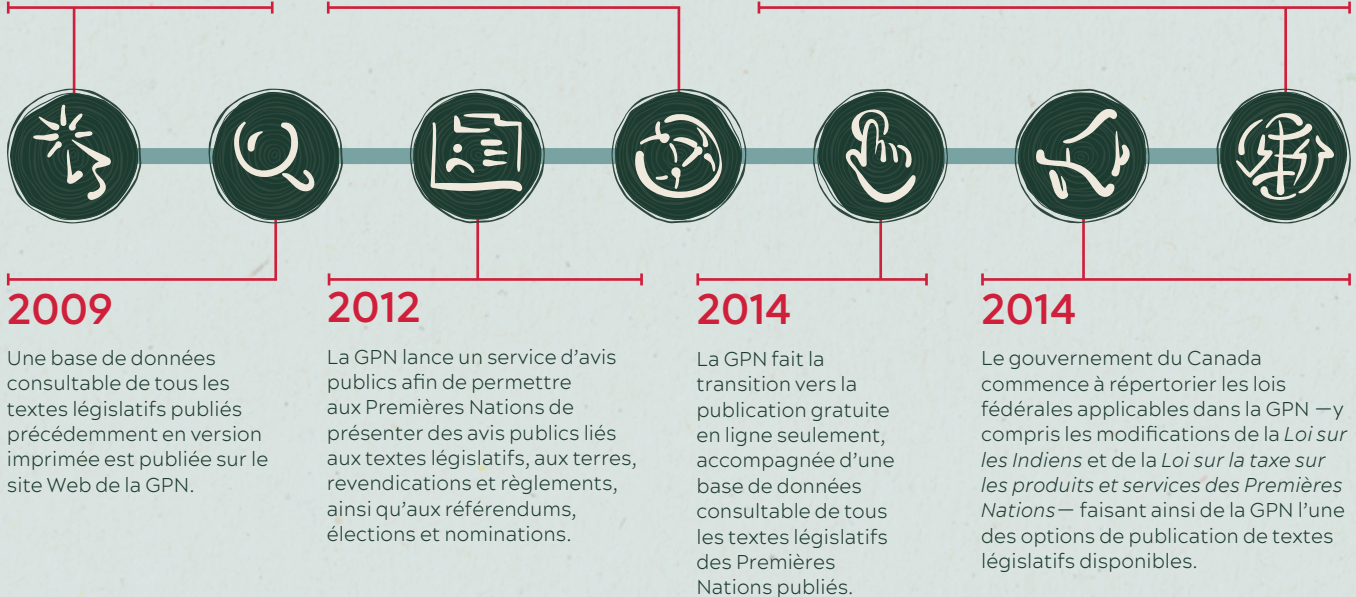 2009
Une base de données
consultable de tous les
textes législatifs publiés
précédemment en version
imprimée est publiée sur le
site Web de la GPN.
2012
La GPN lance un service d'avis
publics afin de permettre
aux Premières Nations de
présenter des avis publics liés
aux textes législatifs, aux terres,
revendications et règlements,
ainsi qu'aux référendums,
élections et nominations.
2014
La GPN fait la
transition vers la
publication gratuite
en ligne seulement,
accompagnée d'une
base de données
consultable de tous
les textes législatifs
des Premières
Nations publiés.
2014
Le gouvernement du Canada
commence à répertorier les lois
fédérales applicables dans la GPN —y
compris les modifications de la Loi sur
les Indiens et de la Loi sur la taxe sur
les produits et services des Premières
Nations— faisant ainsi de la GPN l'une
des options de publication de textes
législatifs disponibles.